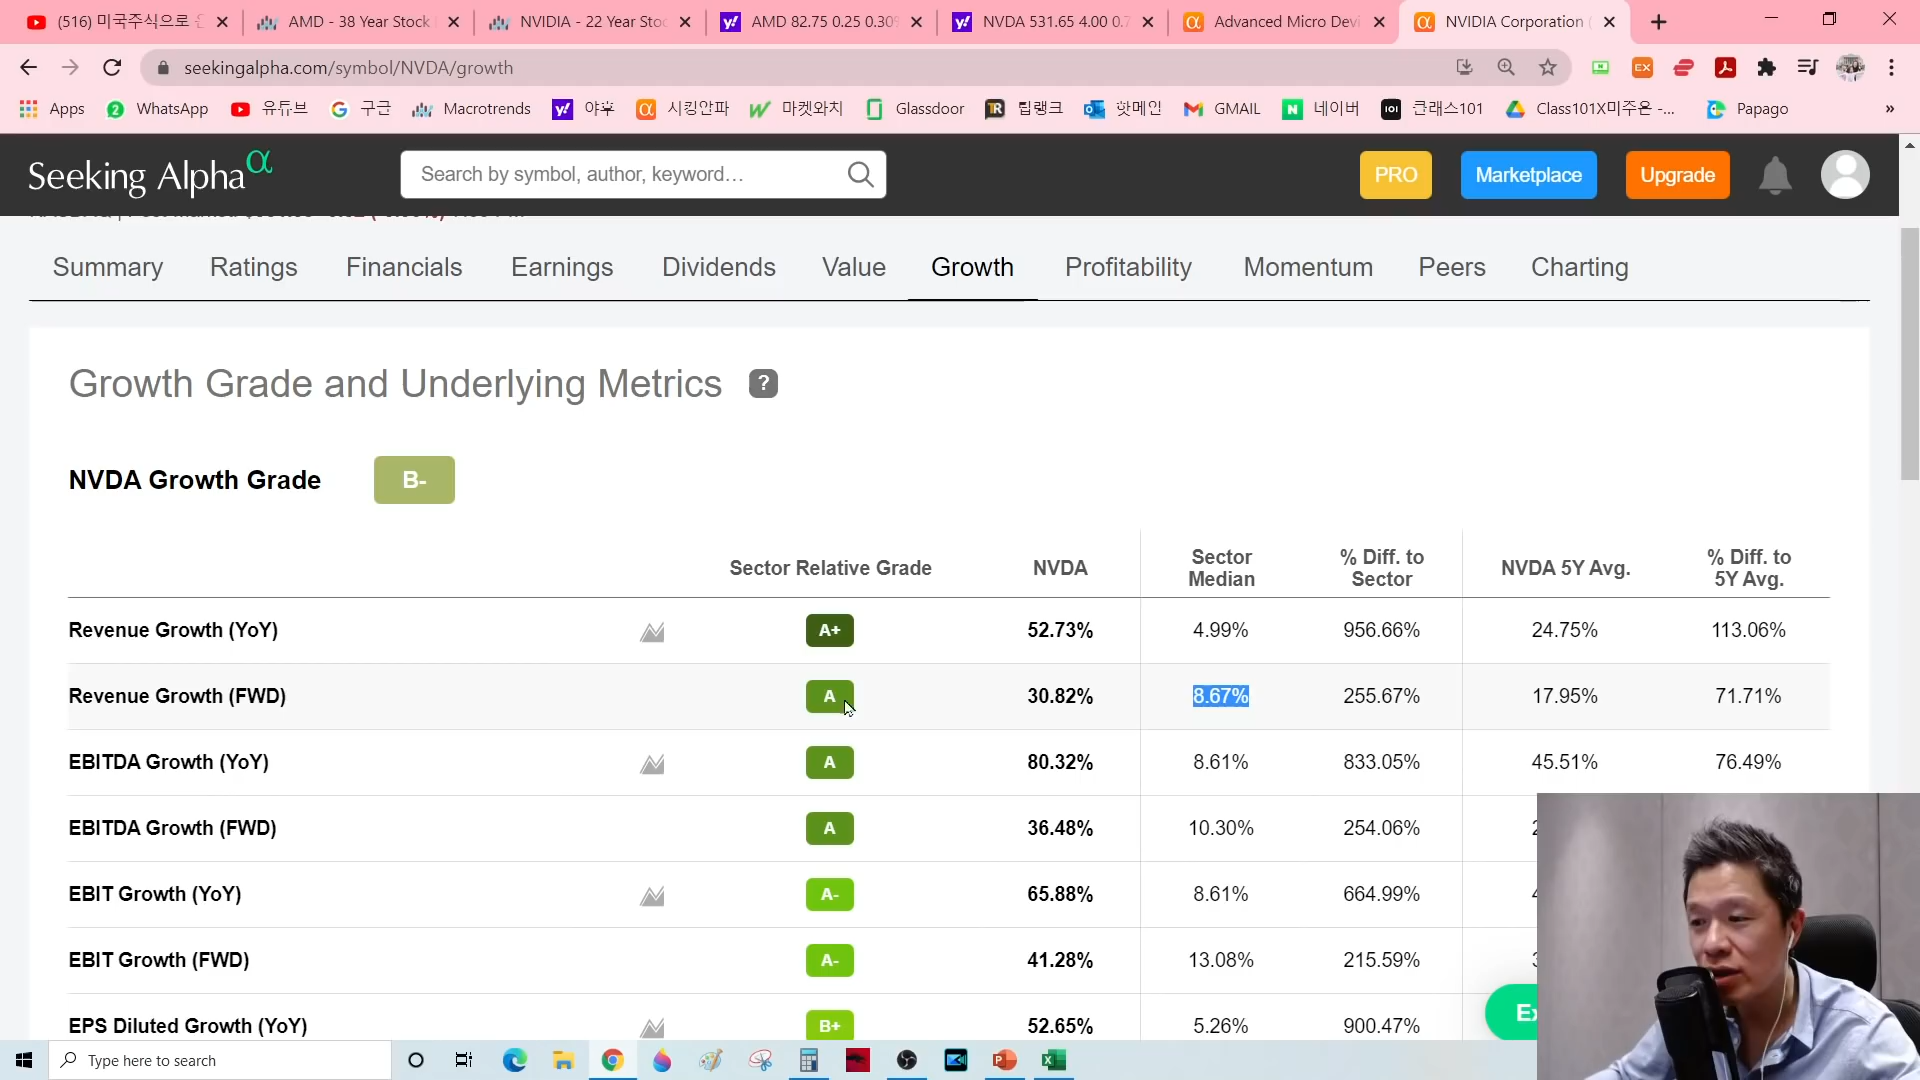 (516) 미국주식으로 은
AMD - 38 Year Stock
NVIDIA - 22 Year Stoc
AMD 82.75 0.25 0.30%
NVDA 531.65 4.00 0.7
Advanced Micro Devi
NVIDIA Corporation (
seekingalpha.com/symbol/NVDA/growth
Apps WhatsApp 유튜브 구글 Macrotrends 야후 시킹알파 마켓와치 Glassdoor 팁랭크 핫메일 GMAIL 네이버 클래스101 Class101X미주은 -... Papago »
Seeking Alpha α
Search by symbol, author, keyword…
PRO
Marketplace
Upgrade
Summary Ratings Financials Earnings Dividends Value Growth Profitability Momentum Peers Charting
Growth Grade and Underlying Metrics ?
NVDA Growth Grade B-
Sector Relative Grade NVDA Sector Median % Diff. to Sector NVDA 5Y Avg. % Diff. to 5Y Avg.
Revenue Growth (YoY) A+ 52.73% 4.99% 956.66% 24.75% 113.06%
Revenue Growth (FWD) A 30.82% 8.67% 255.67% 17.95% 71.71%
EBITDA Growth (YoY) A 80.32% 8.61% 833.05% 45.51% 76.49%
EBITDA Growth (FWD) A 36.48% 10.30% 254.06%
EBIT Growth (YoY) A- 65.88% 8.61% 664.99%
EBIT Growth (FWD) A- 41.28% 13.08% 215.59%
EPS Diluted Growth (YoY) B+ 52.65% 5.26% 900.47%
Type here to search